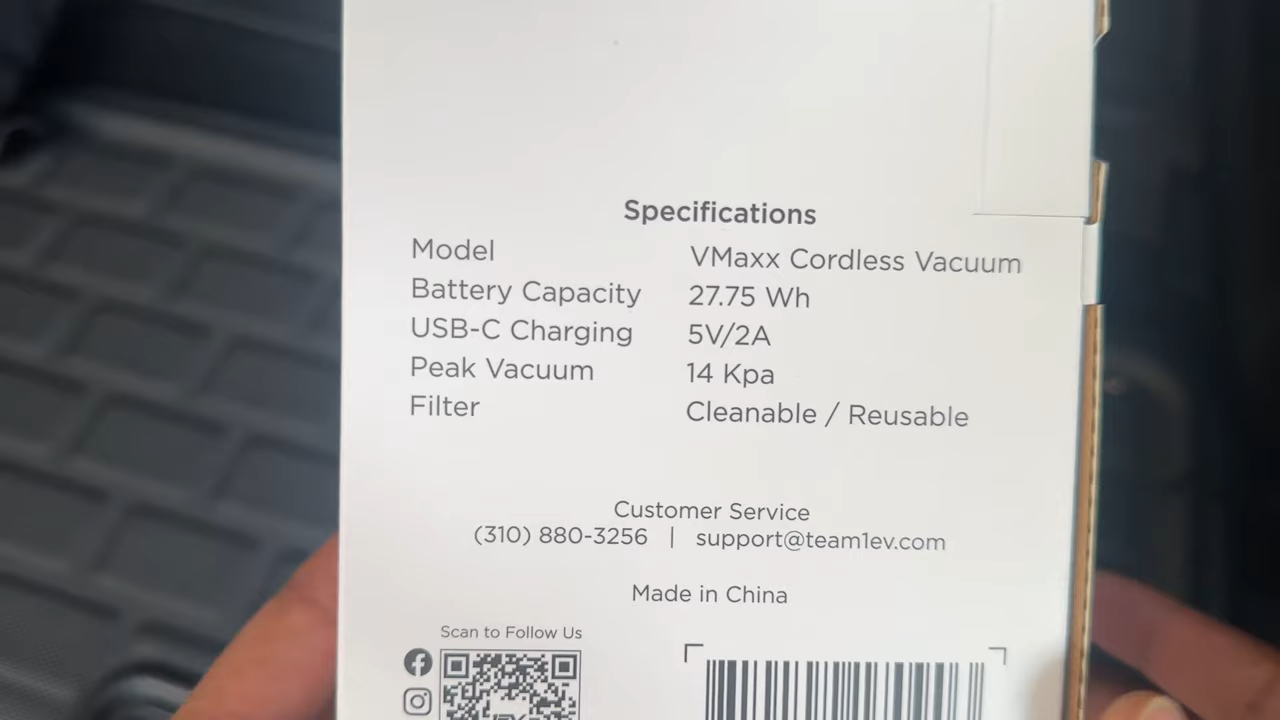 Specifications
Model VMaxx Cordless Vacuum
Battery Capacity 27.75 Wh
USB-C Charging 5V/2A
Peak Vacuum 14 Kpa
Filter Cleanable / Reusable
Customer Service
(310) 880-3256 | support@team1ev.com
Made in China
Scan to Follow Us